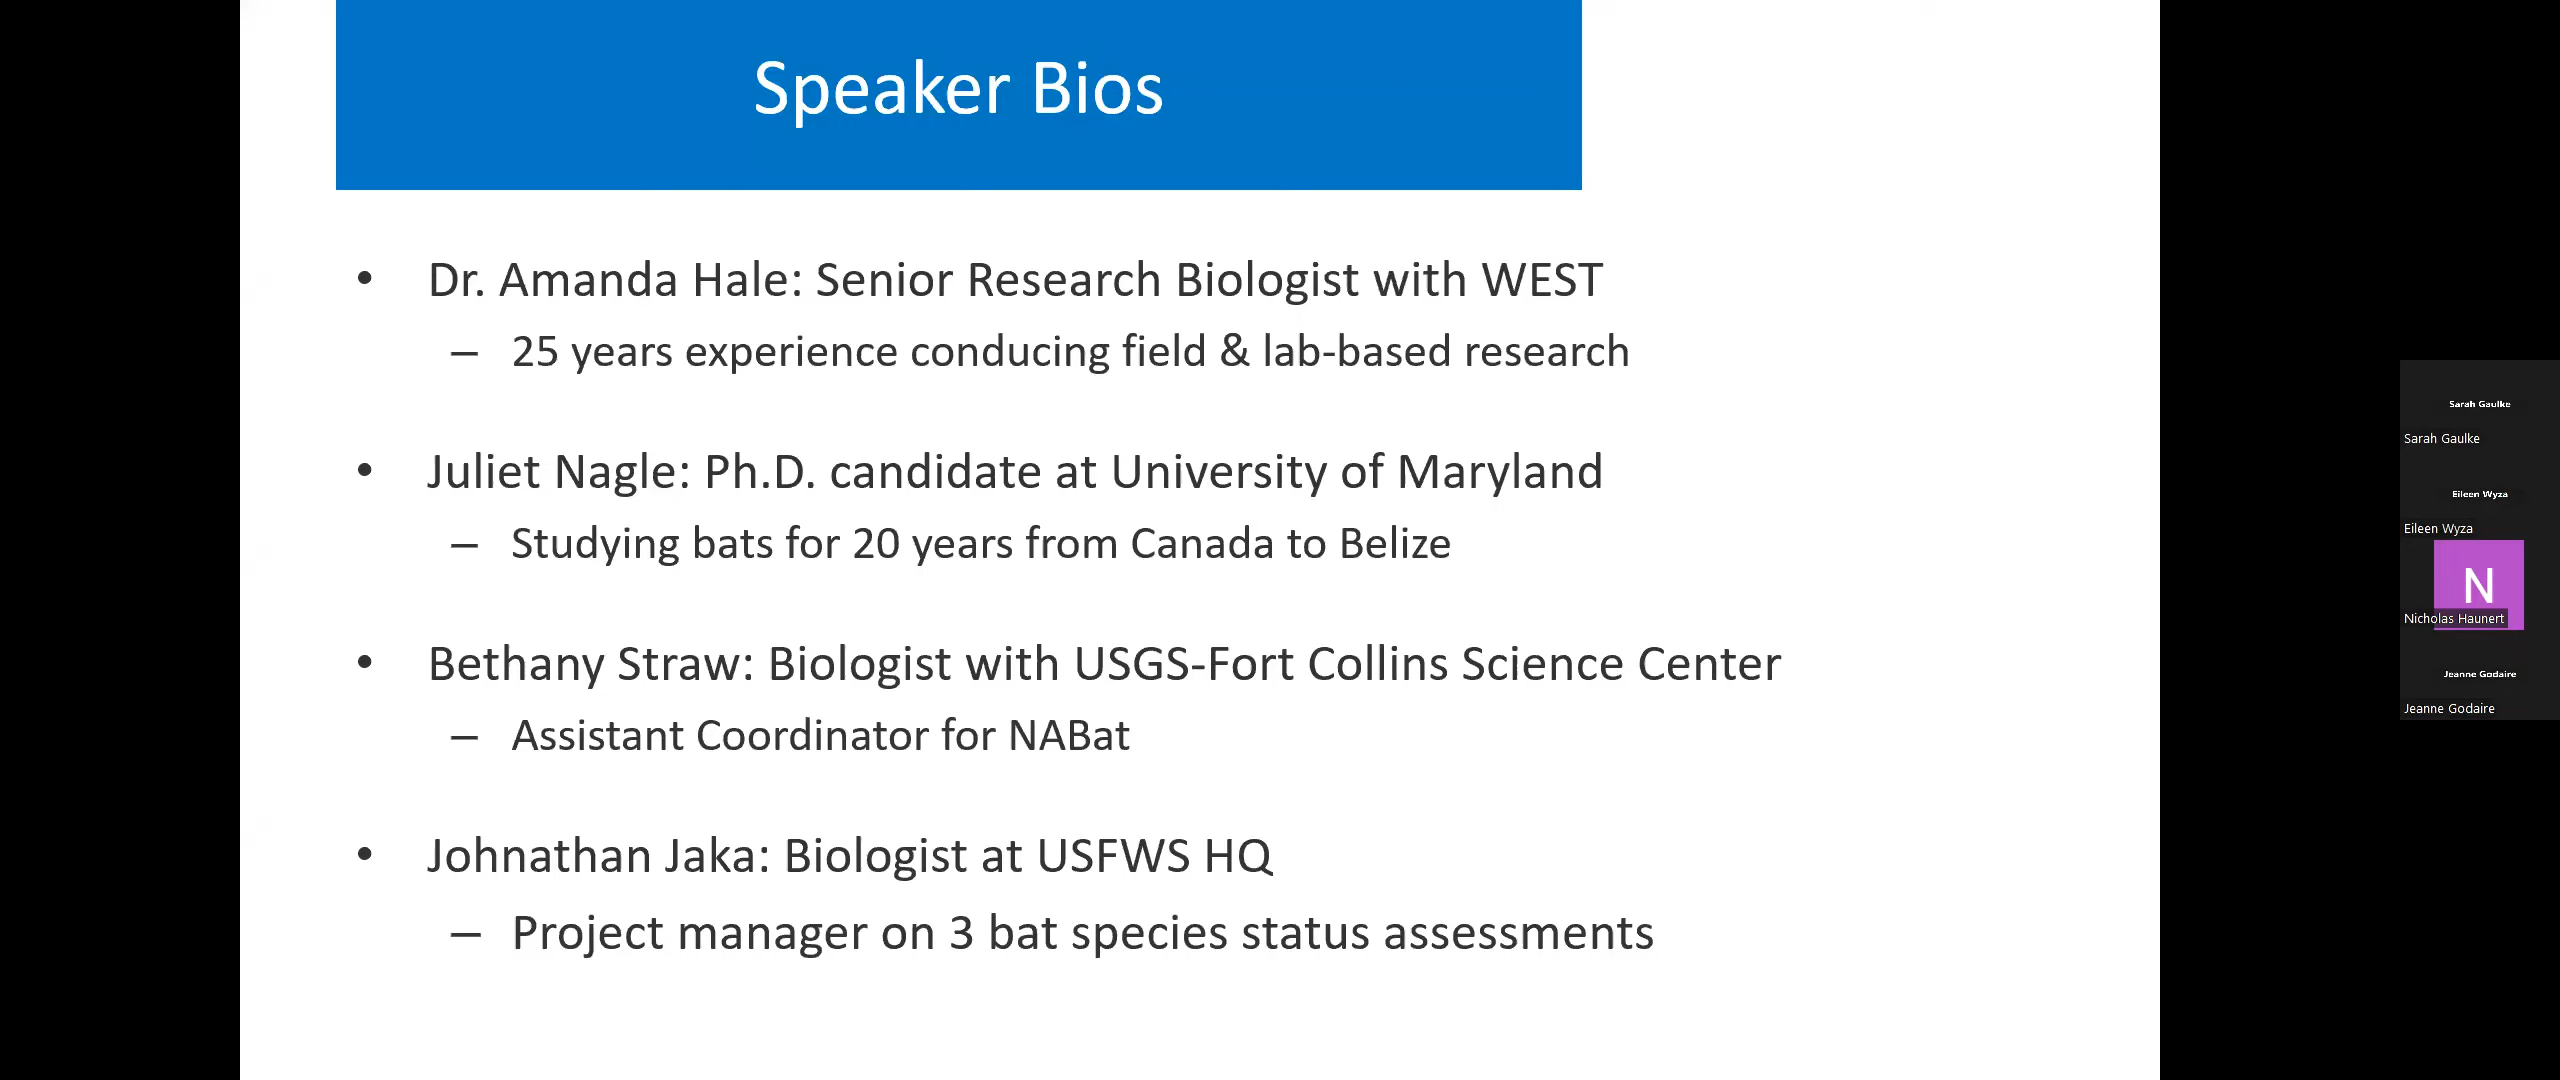 Speaker Bios
• Dr. Amanda Hale: Senior Research Biologist with WEST
– 25 years experience conducing field & lab-based research
• Juliet Nagle: Ph.D. candidate at University of Maryland
– Studying bats for 20 years from Canada to Belize
• Bethany Straw: Biologist with USGS-Fort Collins Science Center
– Assistant Coordinator for NABat
• Johnathan Jaka: Biologist at USFWS HQ
– Project manager on 3 bat species status assessments
Sarah Gaulke
Sarah Gaulke
Eileen Wyza
Eileen Wyza
N
Nicholas Haunert
Jeanne Godaire
Jeanne Godaire